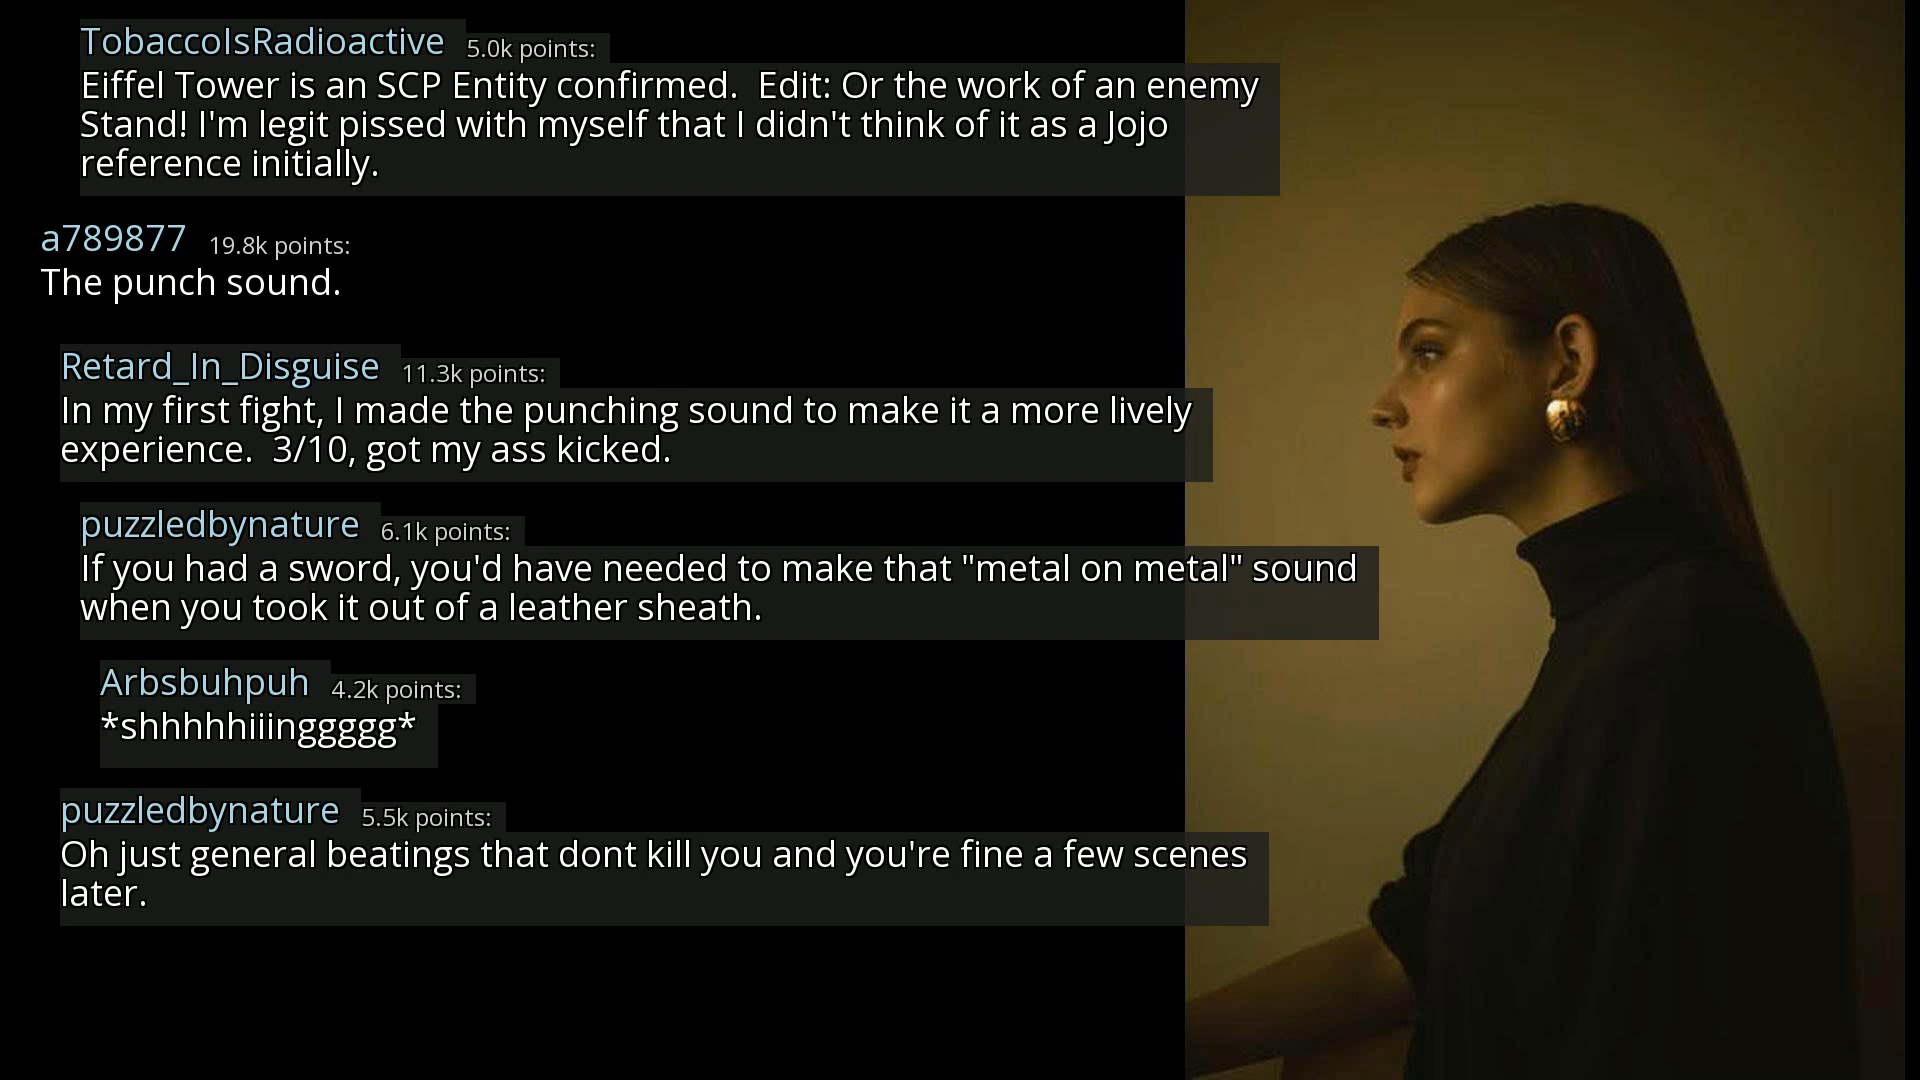 TobaccoIsRadioactive 5.0k points:
Eiffel Tower is an SCP Entity confirmed.  Edit: Or the work of an enemy
Stand! I'm legit pissed with myself that I didn't think of it as a Jojo
reference initially.
a789877 19.8k points:
The punch sound.
Retard_In_Disguise 11.3k points:
In my first fight, I made the punching sound to make it a more lively
experience.  3/10, got my ass kicked.
puzzledbynature 6.1k points:
If you had a sword, you'd have needed to make that "metal on metal" sound
when you took it out of a leather sheath.
Arbsbuhpuh 4.2k points:
*shhhhhiiinggggg*
puzzledbynature 5.5k points:
Oh just general beatings that dont kill you and you're fine a few scenes
later.